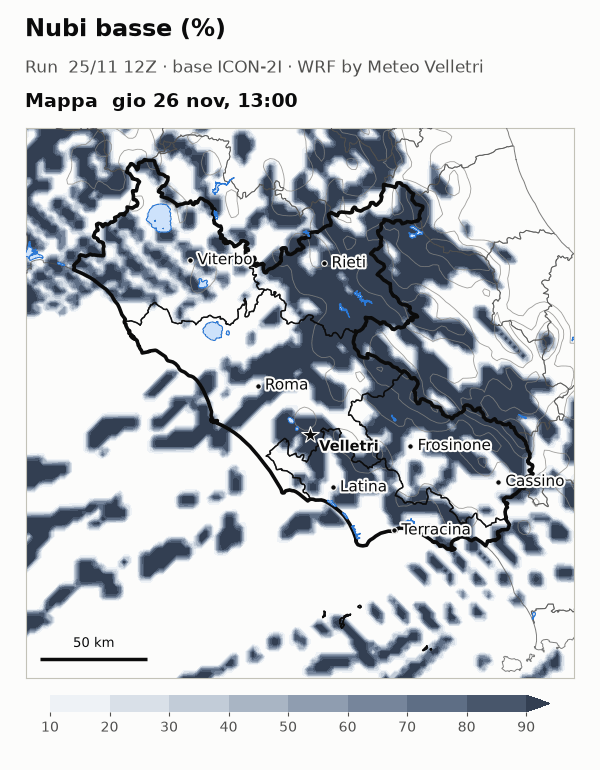 Nubi basse (%)
Run 25/11 12Z · base ICON-2I · WRF by Meteo Velletri
Mappa gio 26 nov, 13:00
Viterbo
Rieti
Roma
Velletri
Frosinone
Latina
Cassino
Terracina
50 km
10 20 30 40 50 60 70 80 90